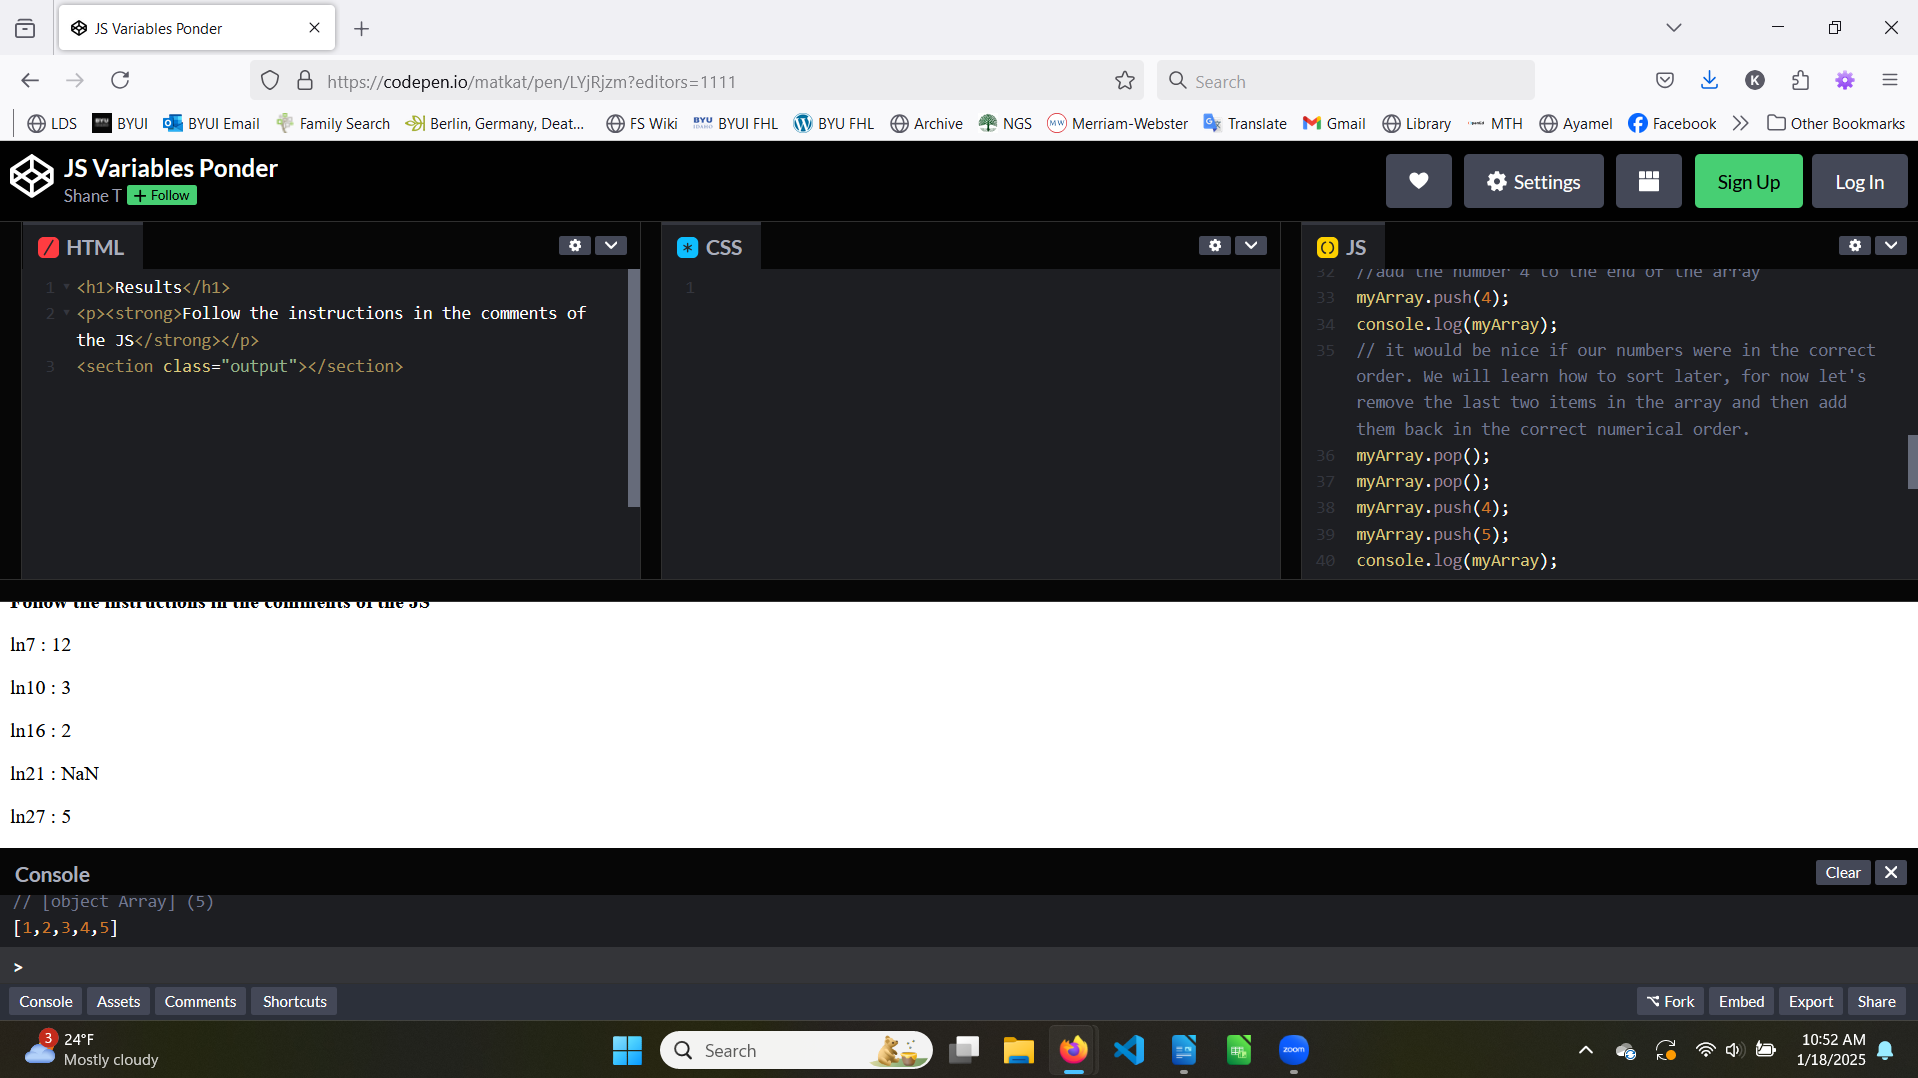 JS Variables Ponder
https://codepen.io/matkat/pen/LYjRjzm?editors=1111
Search
K
LDS
BYUI
BYUI Email
Family Search
Berlin, Germany, Deat...
FS Wiki
BYUI FHL
BYU FHL
Archive
NGS
Merriam-Webster
Translate
Gmail
Library
MTH
Ayamel
Facebook
Other Bookmarks
JS Variables Ponder
Shane T
+ Follow
Settings
Sign Up
Log In
HTML
1 <h1>Results</h1>
2 <p><strong>Follow the instructions in the comments of
the JS</strong></p>
3 <section class="output"></section>
CSS
1
JS
32 //add the number 4 to the end of the array
33 myArray.push(4);
34 console.log(myArray);
35 // it would be nice if our numbers were in the correct
order. We will learn how to sort later, for now let's
remove the last two items in the array and then add
them back in the correct numerical order.
36 myArray.pop();
37 myArray.pop();
38 myArray.push(4);
39 myArray.push(5);
40 console.log(myArray);
Follow the instructions in the comments of the JS
ln7 : 12
ln10 : 3
ln16 : 2
ln21 : NaN
ln27 : 5
Console
Clear
// [object Array] (5)
[1,2,3,4,5]
>
Console
Assets
Comments
Shortcuts
Fork
Embed
Export
Share
3
24°F
Mostly cloudy
Search
zoom
10:52 AM
1/18/2025